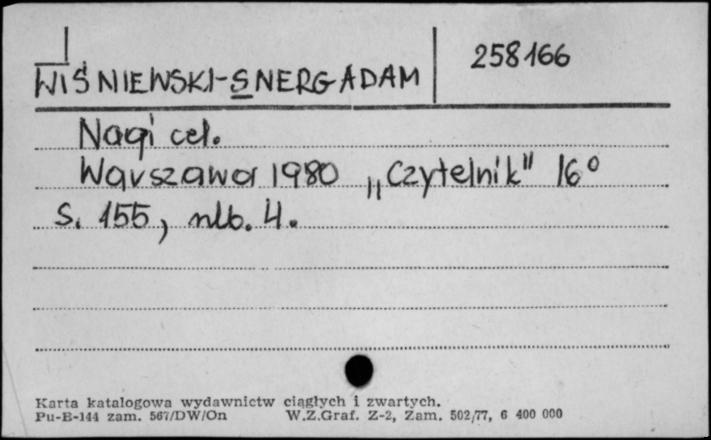 WIŚNIEWSKI-SNERG ADAM
258166
Nagi cel.
Warszawa 1980 „Czytelnik" 16°
S. 155, nlb. 4.
Karta katalogowa wydawnictw ciągłych i zwartych.
Pu-B-144 zam. 567/DW/On W.Z.Graf. Z-2, Zam. 502/77, 6 400 000